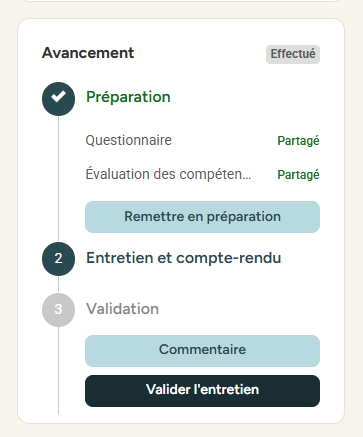 Avancement
Effectué
Préparation
Questionnaire
Partagé
Évaluation des compéten...
Partagé
Remettre en préparation
2
Entretien et compte-rendu
3
Validation
Commentaire
Valider l'entretien